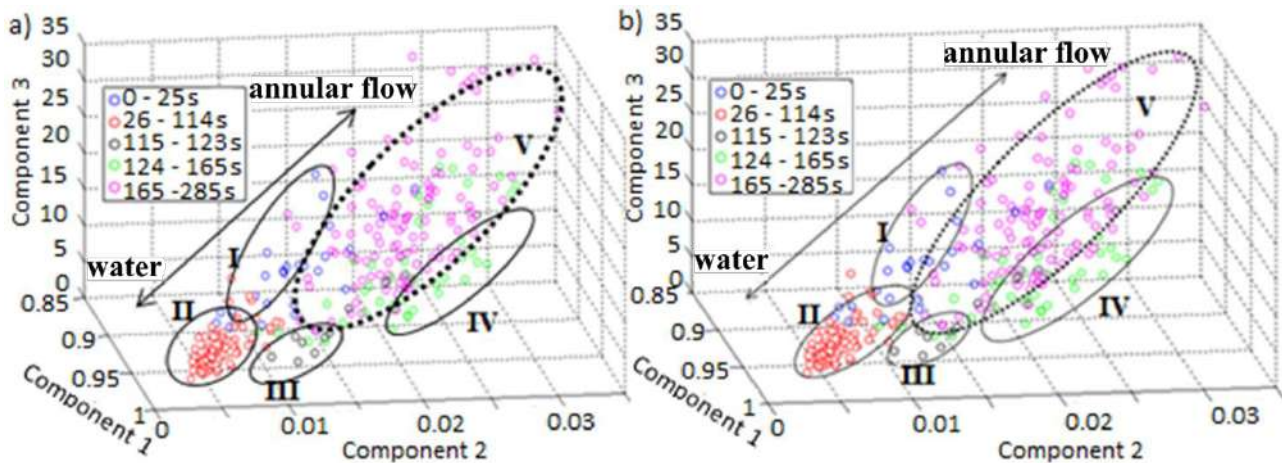 a)
35
30
25
20
15
10
5
0
Component 3
0 - 25s
26 - 114s
115 - 123s
124 - 165s
165 -285s
annular flow
water
I
II
III
IV
V
0.85
0.9
0.95
1
Component 1
0
0.01
0.02
0.03
Component 2
b)
35
30
25
20
15
10
5
0
Component 3
0 - 25s
26 - 114s
115 - 123s
124 - 165s
165 -285s
annular flow
water
I
II
III
IV
V
0.85
0.9
0.95
1
Component 1
0
0.01
0.02
0.03
Component 2